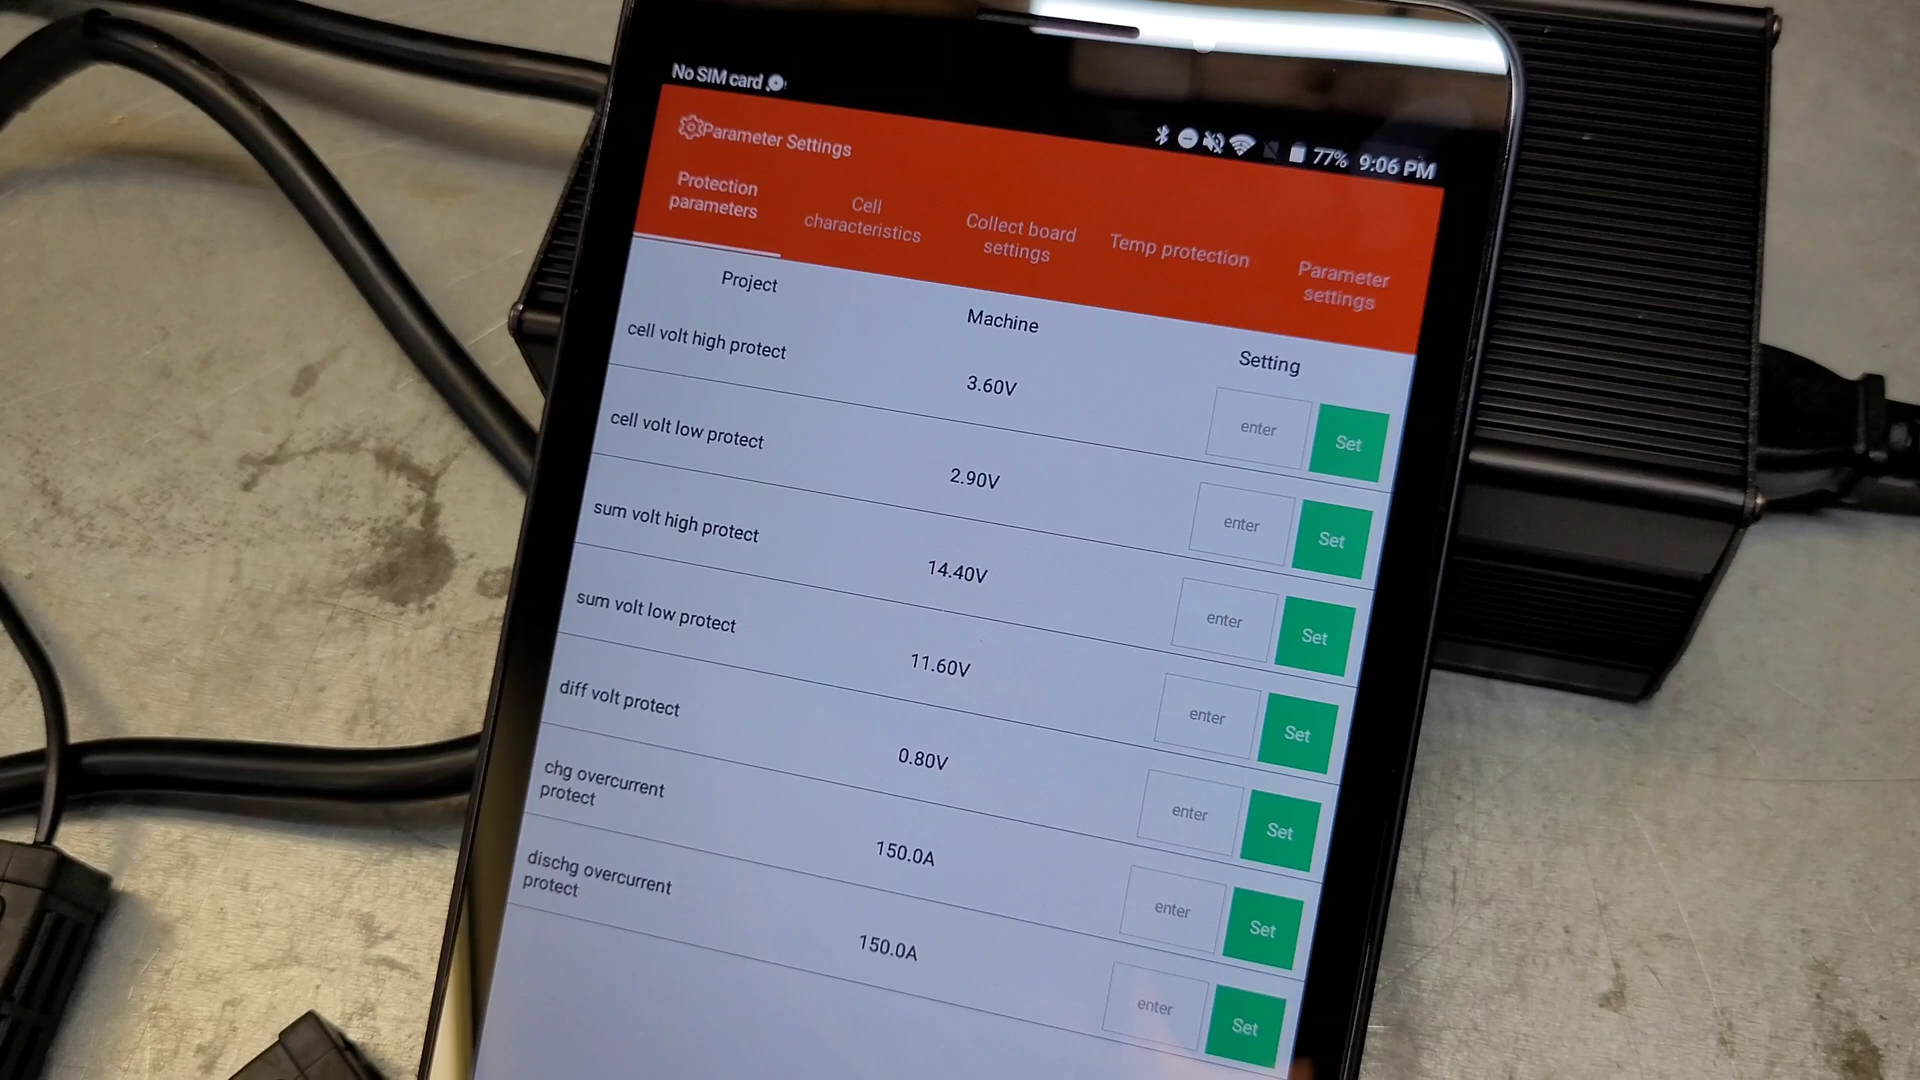 No SIM card
77% 9:06 PM
Parameter Settings
Protection
parameters
Cell
characteristics
Collect board
settings
Temp protection
Parameter
settings
Project
Machine
Setting
cell volt high protect
3.60V
enter
Set
cell volt low protect
2.90V
enter
Set
sum volt high protect
14.40V
enter
Set
sum volt low protect
11.60V
enter
Set
diff volt protect
0.80V
enter
Set
chg overcurrent
protect
150.0A
enter
Set
dischg overcurrent
protect
150.0A
enter
Set